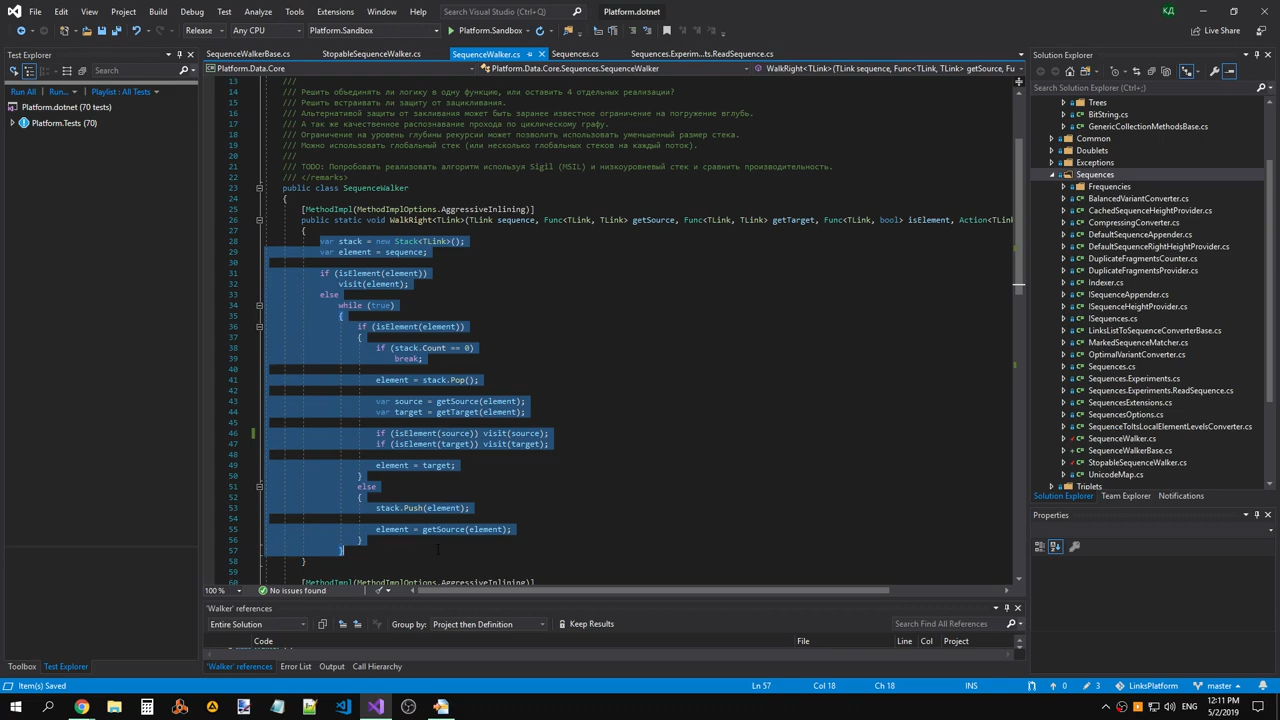 File Edit View Project Build Debug Test Analyze Tools Extensions Window Help Search Visual Studio (Ctrl+Q) Platform.dotnet КД
Release Any CPU Platform.Sandbox Platform.Sandbox Live Share
Test Explorer
Search
Run All Run... Playlist : All Tests
Platform.dotnet (70 tests)
Platform.Tests (70)
SequenceWalkerBase.cs StopableSequenceWalker.cs SequenceWalker.cs Sequences.cs Sequences.Experim...ts.ReadSequence.cs
Platform.Data.Core Platform.Data.Core.Sequences.SequenceWalker WalkRight<TLink>(TLink sequence, Func<TLink, TLink> getSource, Fu
13 ///
14 /// Решить объединять ли логику в одну функцию, или оставить 4 отдельных реализации?
15 /// Решить встраивать ли защиту от зацикливания.
16 /// Альтернативой защиты от закливания может быть заранее известное ограничение на погружение вглубь.
17 /// А так же качественное распознавание прохода по циклическому графу.
18 /// Ограничение на уровень глубины рекурсии может позволить использовать уменьшенный размер стека.
19 /// Можно использовать глобальный стек (или несколько глобальных стеков на каждый поток).
20 ///
21 /// TODO: Попробовать реализовать алгоритм используя Sigil (MSIL) и низкоуровневый стек и сравнить производительность.
22 /// </remarks>
23 public class SequenceWalker
24 {
25 [MethodImpl(MethodImplOptions.AggressiveInlining)]
26 public static void WalkRight<TLink>(TLink sequence, Func<TLink, TLink> getSource, Func<TLink, TLink> getTarget, Func<TLink, bool> isElement, Action<TLink
27 {
28 var stack = new Stack<TLink>();
29 var element = sequence;
30
31 if (isElement(element))
32 visit(element);
33 else
34 while (true)
35 {
36 if (isElement(element))
37 {
38 if (stack.Count == 0)
39 break;
40
41 element = stack.Pop();
42
43 var source = getSource(element);
44 var target = getTarget(element);
45
46 if (isElement(source)) visit(source);
47 if (isElement(target)) visit(target);
48
49 element = target;
50 }
51 else
52 {
53 stack.Push(element);
54
55 element = getSource(element);
56 }
57 }
58 }
59
60 [MethodImpl(MethodImplOptions.AggressiveInlining)]
100 % No issues found
'Walker' references
Entire Solution Group by: Project then Definition Keep Results Search Find All References
Code File Line Col Project
Toolbox Test Explorer 'Walker' references Error List Output Call Hierarchy
Solution Explorer
Search Solution Explorer (Ctrl+;)
Trees
BitString.cs
GenericCollectionMethodsBase.cs
Common
Doublets
Exceptions
Sequences
Frequencies
BalancedVariantConverter.cs
CachedSequenceHeightProvider.cs
CompressingConverter.cs
DefaultSequenceAppender.cs
DefaultSequenceRightHeightProvider.cs
DuplicateFragmentsCounter.cs
DuplicateFragmentsProvider.cs
Indexer.cs
ISequenceAppender.cs
ISequenceHeightProvider.cs
ISequences.cs
LinksListToSequenceConverterBase.cs
MarkedSequenceMatcher.cs
OptimalVariantConverter.cs
Sequences.cs
Sequences.Experiments.cs
Sequences.Experiments.ReadSequence.cs
SequencesExtensions.cs
SequencesOptions.cs
SequenceToItsLocalElementLevelsConverter.cs
SequenceWalker.cs
SequenceWalkerBase.cs
StopableSequenceWalker.cs
UnicodeMap.cs
Triplets
Solution Explorer Team Explorer Notifications
Properties
Item(s) Saved Ln 57 Col 18 Ch 18 INS 0 3 LinksPlatform master
ENG 12:11 PM
5/2/2019